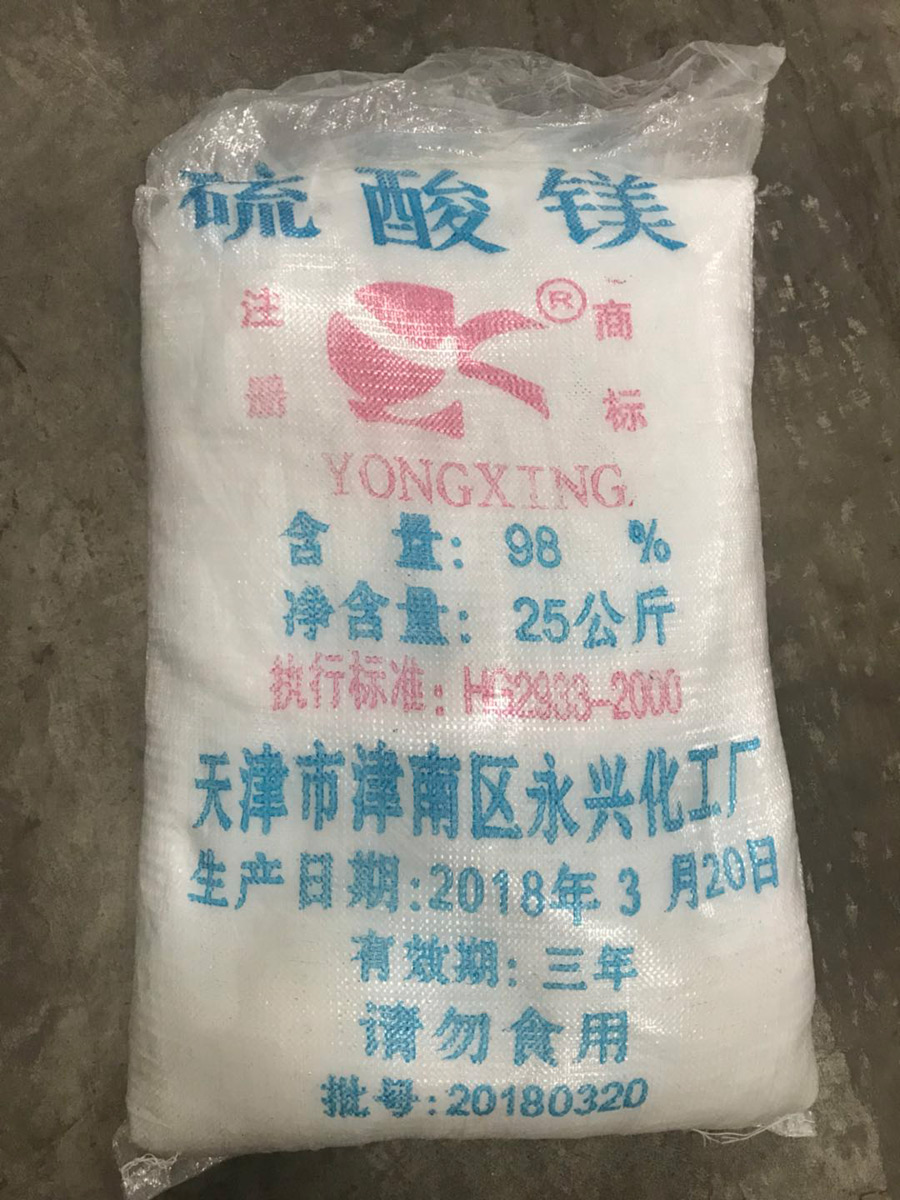 硫酸镁
注册
®
商标
YONGXING
含 量: 98 %
净含量: 25公斤
执行标准: HG2933-2000
天津市津南区永兴化工厂
生产日期:2018年3月20日
有效期: 三年
请勿食用
批号:20180320